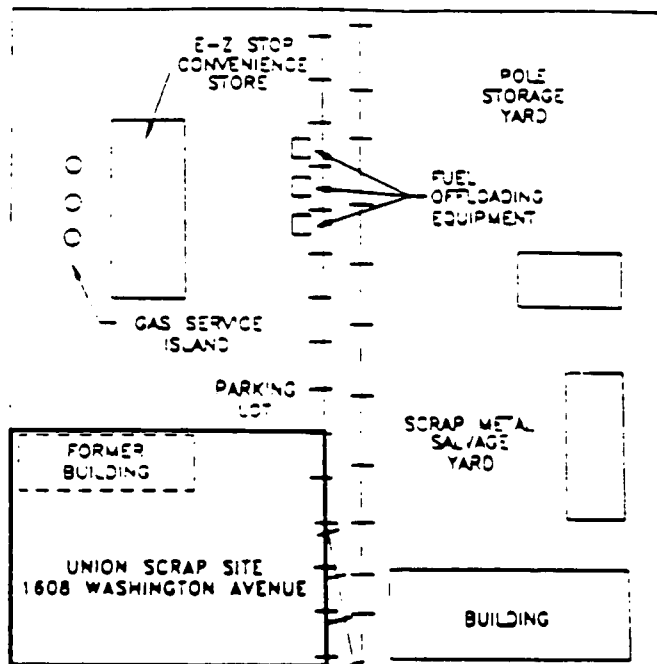 E-Z STOP
CONVENIENCE
STORE
POLE
STORAGE
YARD
FUEL
OFFLOADING
EQUIPMENT
GAS SERVICE
ISLAND
PARKING
LOT
SCRAP METAL
SALVAGE
YARD
FORMER
BUILDING
UNION SCRAP SITE
1608 WASHINGTON AVENUE
BUILDING